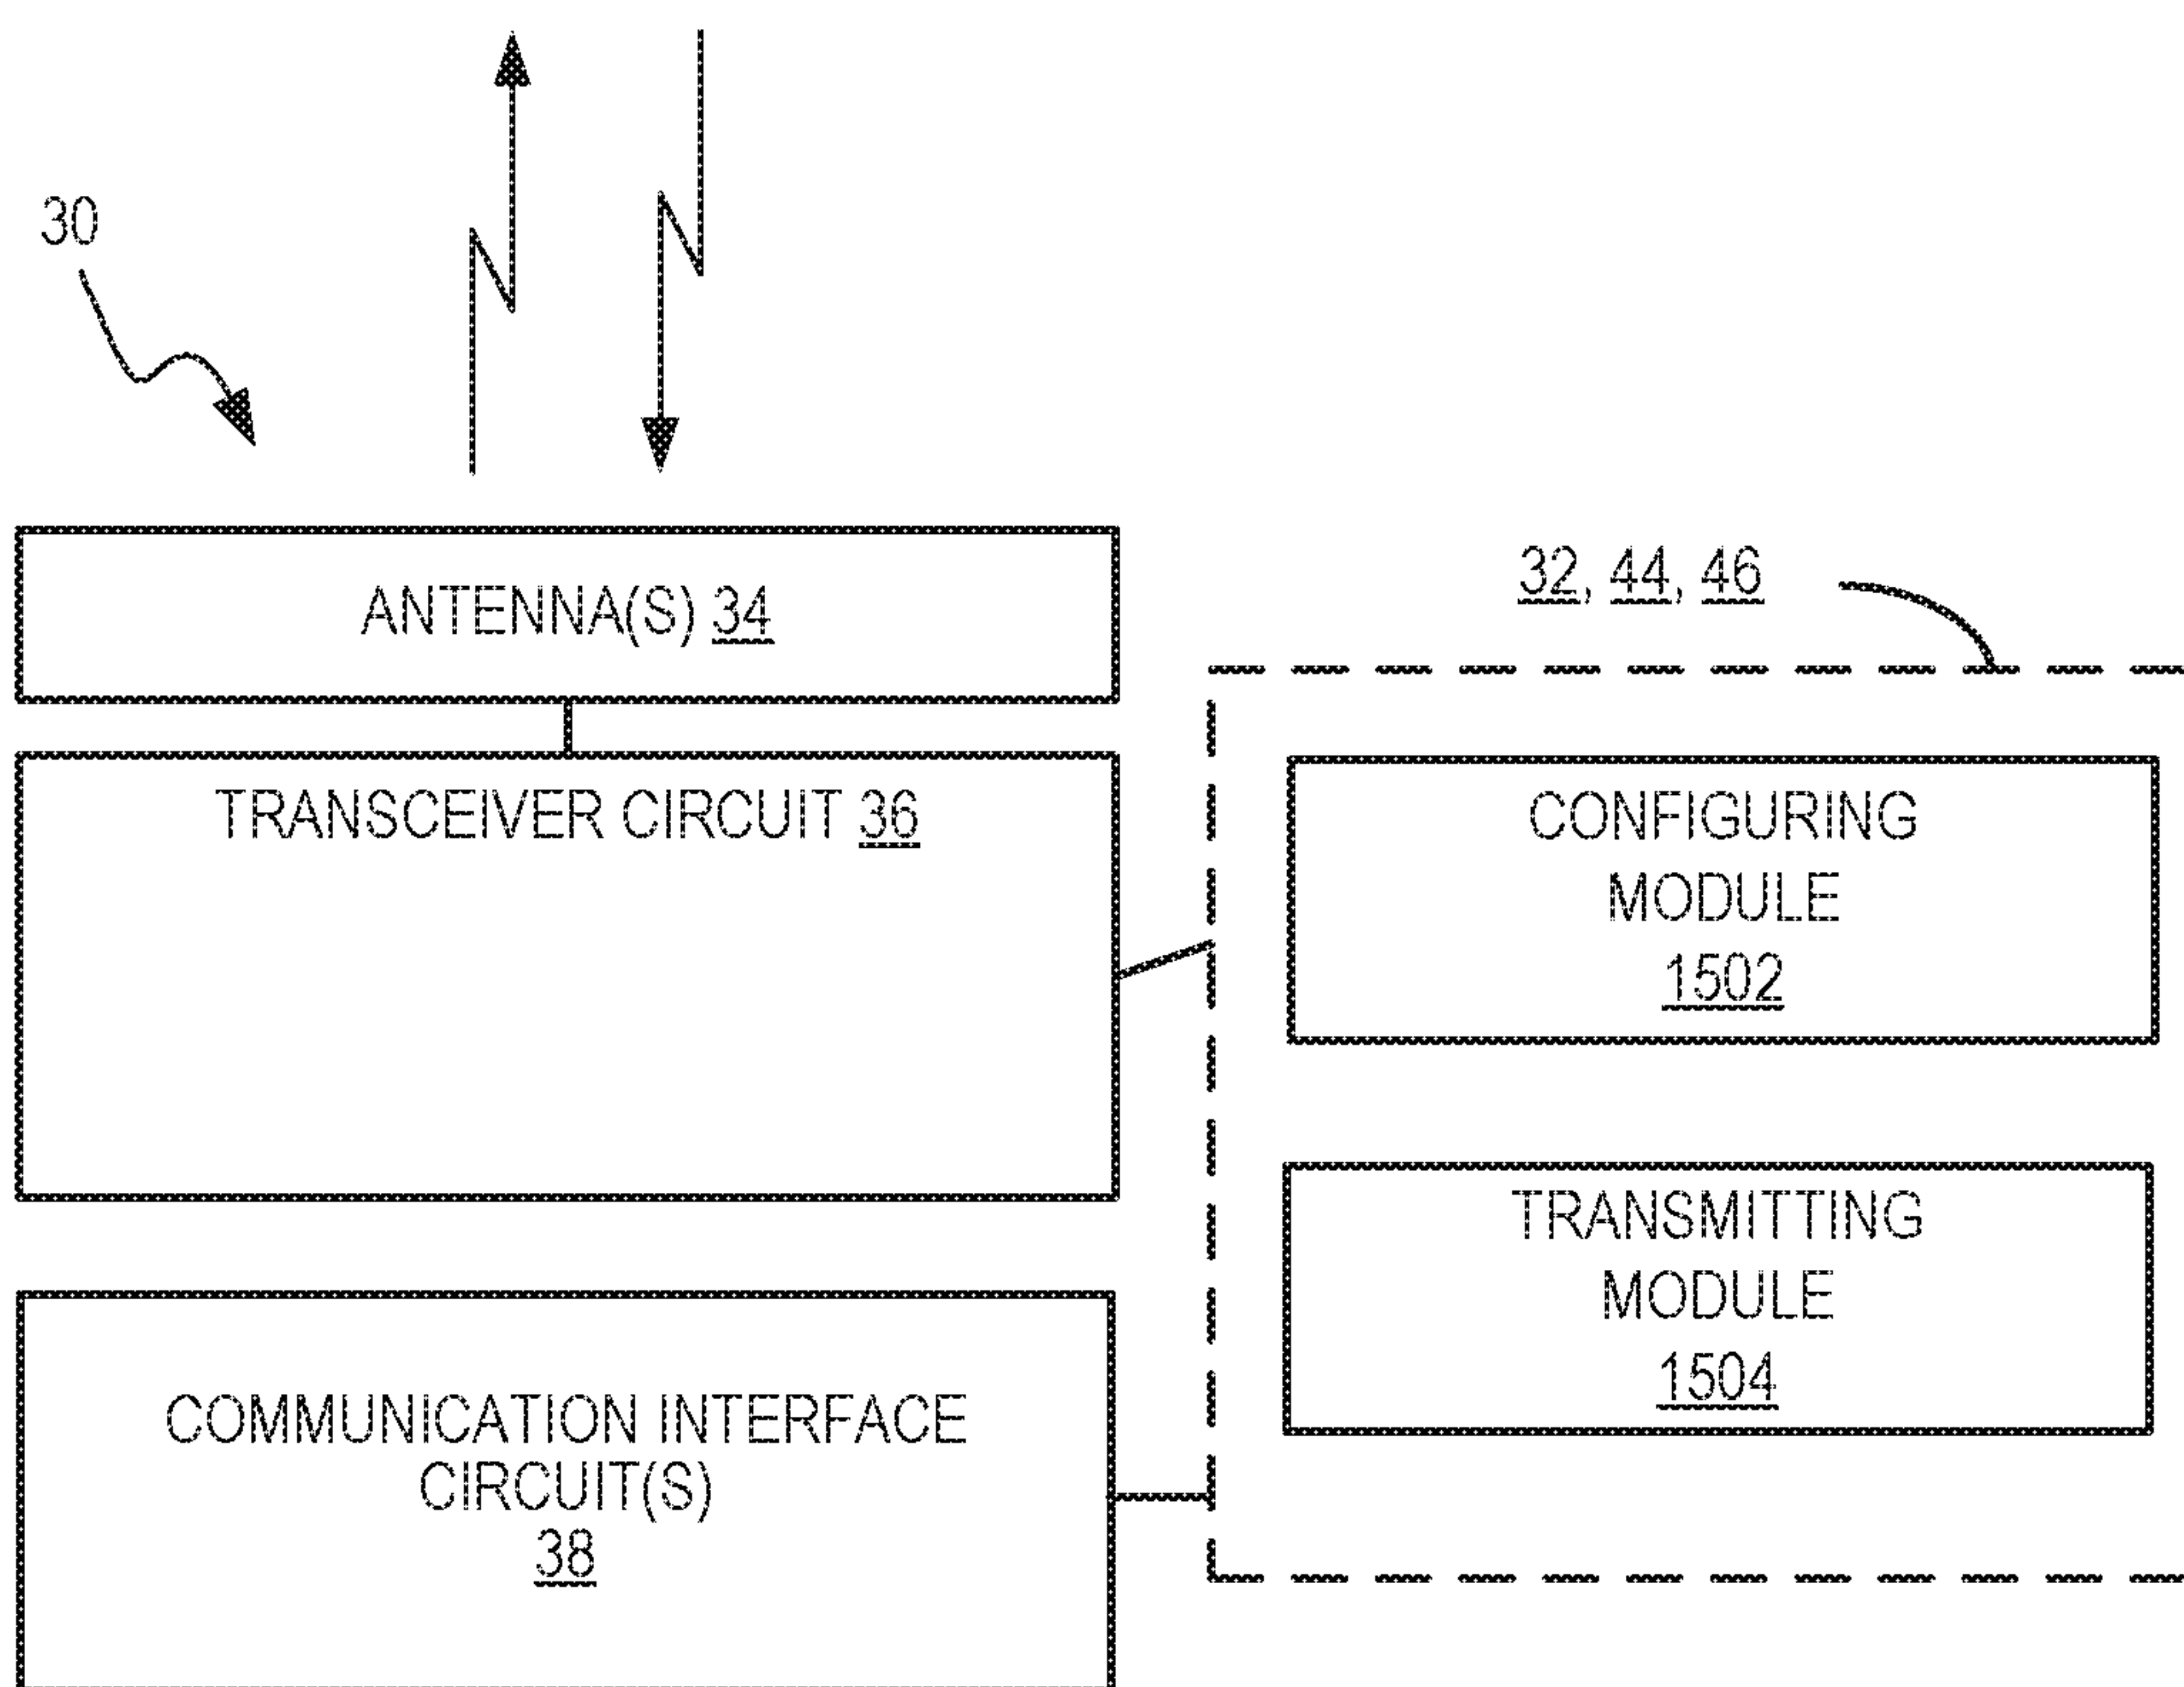 30
ANTENNA(S) 34
32, 44, 46
TRANSCEIVER CIRCUIT 36
CONFIGURING
MODULE
1502
TRANSMITTING
MODULE
1504
COMMUNICATION INTERFACE
CIRCUIT(S)
38